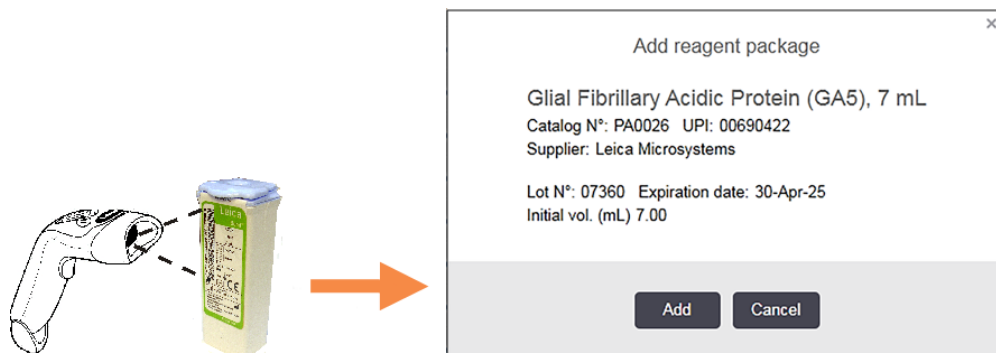 Leica
Add reagent package
Glial Fibrillary Acidic Protein (GA5), 7 mL
Catalog N°: PA0026 UPI: 00690422
Supplier: Leica Microsystems
Lot N°: 07360 Expiration date: 30-Apr-25
Initial vol. (mL) 7.00
Add
Cancel